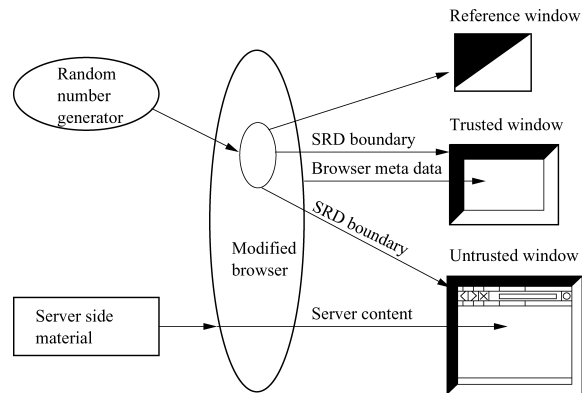 Reference window
Random
number
generator
SRD boundary
Trusted window
Browser meta data
SRD boundary
Modified
browser
Untrusted window
Server side
material
Server content